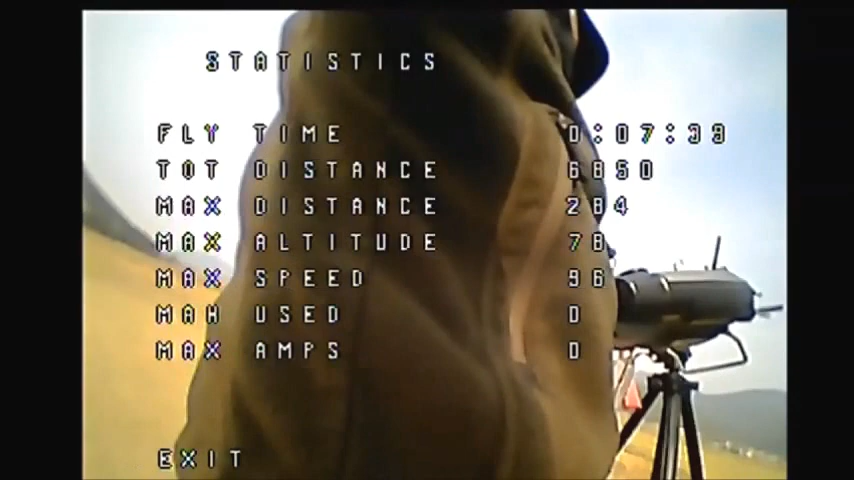 STATISTICS
FLY TIME 0:07:39
TOT DISTANCE 6850
MAX DISTANCE 284
MAX ALTITUDE 78
MAX SPEED 96
MAH USED 0
MAX AMPS 0
EXIT